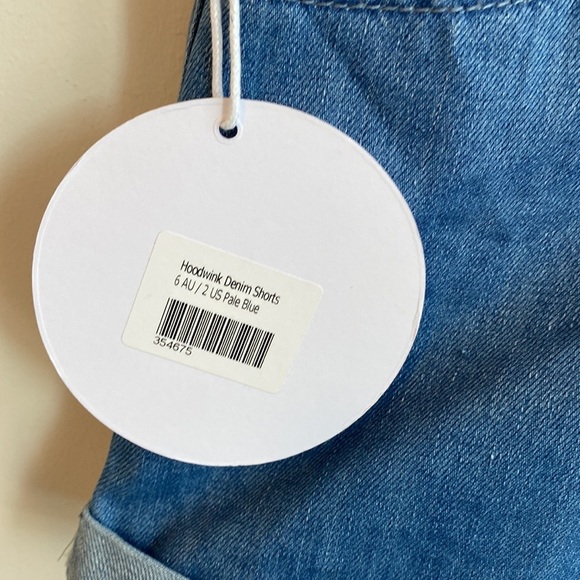 Hoodwink Denim Shorts
6 AU / 2 US Pale Blue
354675